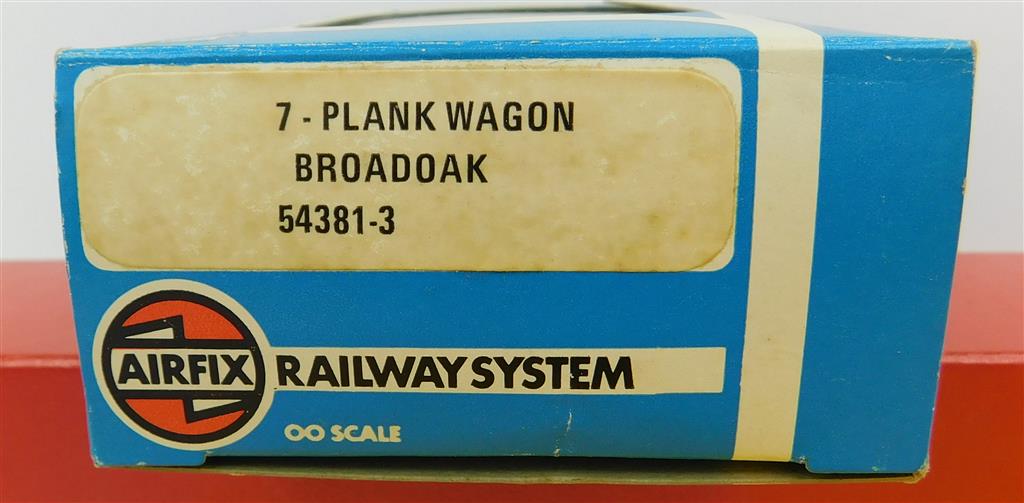 7 - PLANK WAGON
BROADOAK
54381-3
AIRFIX
RAILWAY SYSTEM
OO SCALE